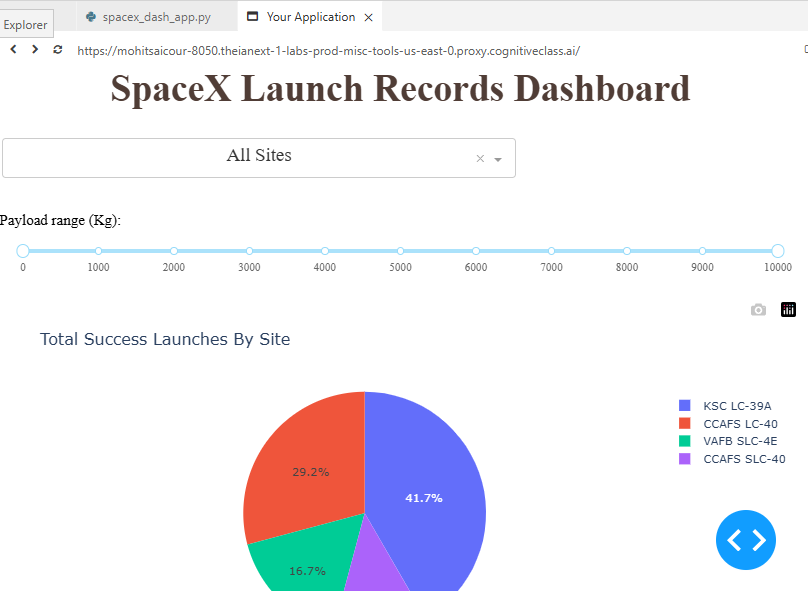 Explorer
spacex_dash_app.py
Your Application
https://mohitsaicour-8050.theianext-1-labs-prod-misc-tools-us-east-0.proxy.cognitiveclass.ai/
SpaceX Launch Records Dashboard
All Sites
Payload range (Kg):
0 1000 2000 3000 4000 5000 6000 7000 8000 9000 10000
Total Success Launches By Site
KSC LC-39A
CCAFS LC-40
VAFB SLC-4E
CCAFS SLC-40
29.2%
41.7%
16.7%